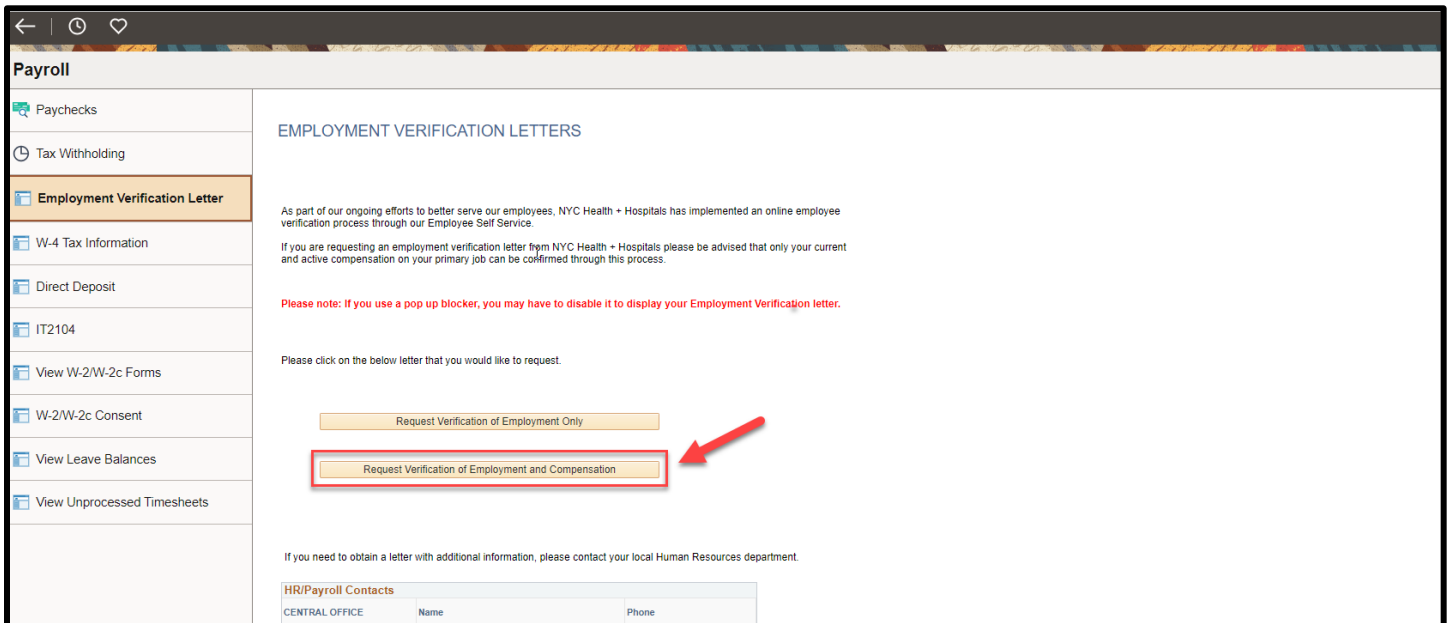 Payroll
Paychecks
Tax Withholding
Employment Verification Letter
W-4 Tax Information
Direct Deposit
IT2104
View W-2/W-2c Forms
W-2/W-2c Consent
View Leave Balances
View Unprocessed Timesheets
EMPLOYMENT VERIFICATION LETTERS
As part of our ongoing efforts to better serve our employees, NYC Health + Hospitals has implemented an online employee
verification process through our Employee Self Service.
If you are requesting an employment verification letter from NYC Health + Hospitals please be advised that only your current
and active compensation on your primary job can be confirmed through this process.
Please note: If you use a pop up blocker, you may have to disable it to display your Employment Verification letter.
Please click on the below letter that you would like to request.
Request Verification of Employment Only
Request Verification of Employment and Compensation
If you need to obtain a letter with additional information, please contact your local Human Resources department.
HR/Payroll Contacts
CENTRAL OFFICE Name Phone